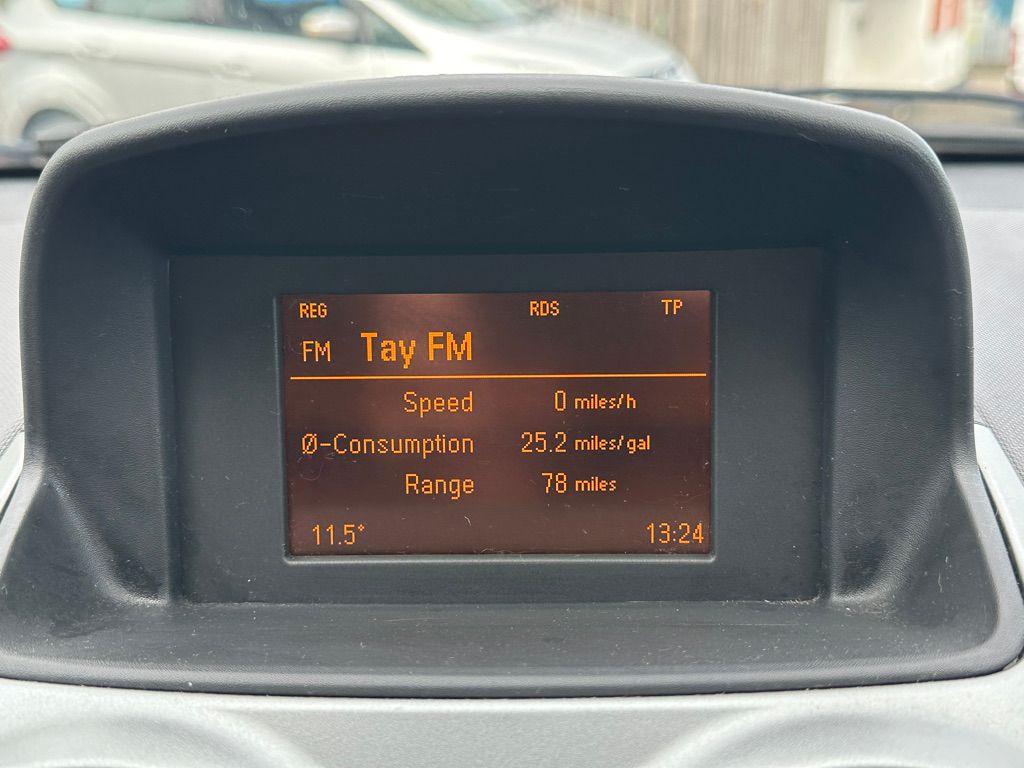 REG RDS TP
FM Tay FM
Speed 0 miles/h
Ø-Consumption 25.2 miles/gal
Range 78 miles
11.5° 13:24